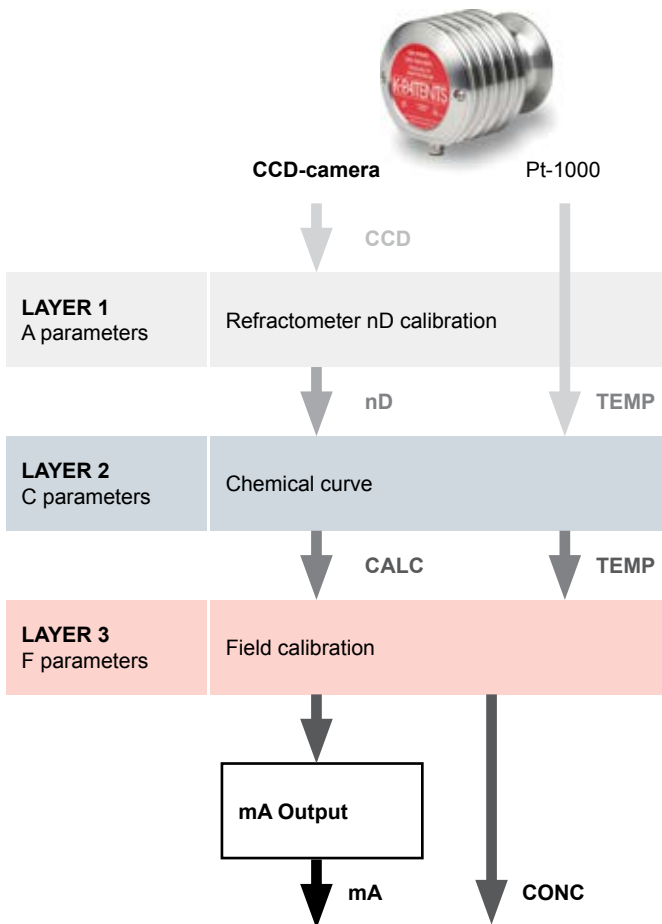 K-PATENTS
CCD-camera
Pt-1000
CCD
LAYER 1
A parameters
Refractometer nD calibration
nD
TEMP
LAYER 2
C parameters
Chemical curve
CALC
TEMP
LAYER 3
F parameters
Field calibration
mA Output
mA
CONC